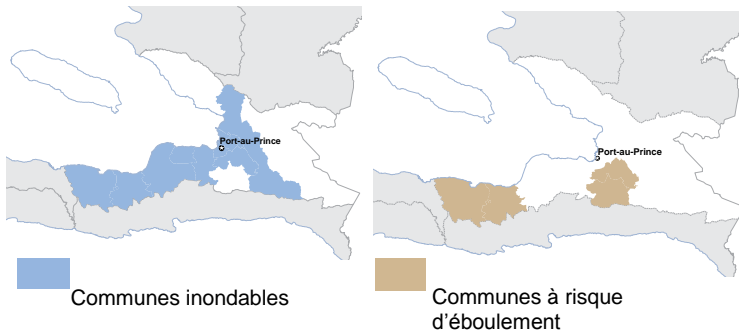 Port-au-Prince
Port-au-Prince
Communes inondables
Communes à risque
d'éboulement